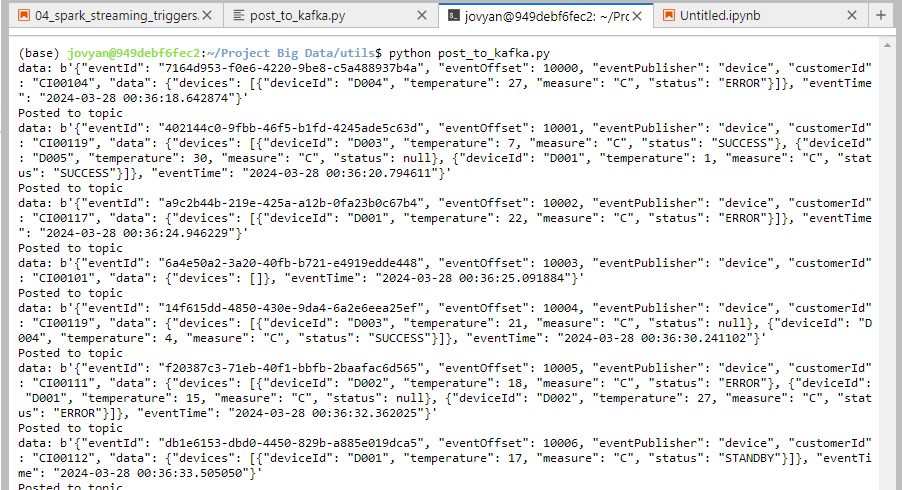 04_spark_streaming_triggers. post_to_kafka.py jovyan@949debf6fec2: ~/Pro Untitled.ipynb
(base) jovyan@949debf6fec2:~/Project Big Data/utils$ python post_to_kafka.py
data: b'{"eventId": "7164d953-f0e6-4220-9be8-c5a488937b4a", "eventOffset": 10000, "eventPublisher": "device", "customerId"
: "CI00104", "data": {"devices": [{"deviceId": "D004", "temperature": 27, "measure": "C", "status": "ERROR"}]}, "eventTime
": "2024-03-28 00:36:18.642874"}'
Posted to topic
data: b'{"eventId": "402144c0-9fbb-46f5-b1fd-4245ade5c63d", "eventOffset": 10001, "eventPublisher": "device", "customerId"
: "CI00119", "data": {"devices": [{"deviceId": "D003", "temperature": 7, "measure": "C", "status": "SUCCESS"}, {"deviceId"
: "D005", "temperature": 30, "measure": "C", "status": null}, {"deviceId": "D001", "temperature": 1, "measure": "C", "stat
us": "SUCCESS"}]}, "eventTime": "2024-03-28 00:36:20.794611"}'
Posted to topic
data: b'{"eventId": "a9c2b44b-219e-425a-a12b-0fa23b0c67b4", "eventOffset": 10002, "eventPublisher": "device", "customerId"
: "CI00117", "data": {"devices": [{"deviceId": "D001", "temperature": 22, "measure": "C", "status": "ERROR"}]}, "eventTime
": "2024-03-28 00:36:24.946229"}'
Posted to topic
data: b'{"eventId": "6a4e50a2-3a20-40fb-b721-e4919edde448", "eventOffset": 10003, "eventPublisher": "device", "customerId"
: "CI00101", "data": {"devices": []}, "eventTime": "2024-03-28 00:36:25.091884"}'
Posted to topic
data: b'{"eventId": "14f615dd-4850-430e-9da4-6a2e6eea25ef", "eventOffset": 10004, "eventPublisher": "device", "customerId"
: "CI00119", "data": {"devices": [{"deviceId": "D003", "temperature": 21, "measure": "C", "status": null}, {"deviceId": "D
004", "temperature": 4, "measure": "C", "status": "SUCCESS"}]}, "eventTime": "2024-03-28 00:36:30.241102"}'
Posted to topic
data: b'{"eventId": "f20387c3-71eb-40f1-bbfb-2baafac6d565", "eventOffset": 10005, "eventPublisher": "device", "customerId"
: "CI00111", "data": {"devices": [{"deviceId": "D002", "temperature": 18, "measure": "C", "status": "ERROR"}, {"deviceId":
"D001", "temperature": 15, "measure": "C", "status": null}, {"deviceId": "D002", "temperature": 27, "measure": "C", "stat
us": "ERROR"}]}, "eventTime": "2024-03-28 00:36:32.362025"}'
Posted to topic
data: b'{"eventId": "db1e6153-dbd0-4450-829b-a885e019dca5", "eventOffset": 10006, "eventPublisher": "device", "customerId"
: "CI00112", "data": {"devices": [{"deviceId": "D001", "temperature": 17, "measure": "C", "status": "STANDBY"}]}, "eventTi
me": "2024-03-28 00:36:33.505050"}'
Posted to topic